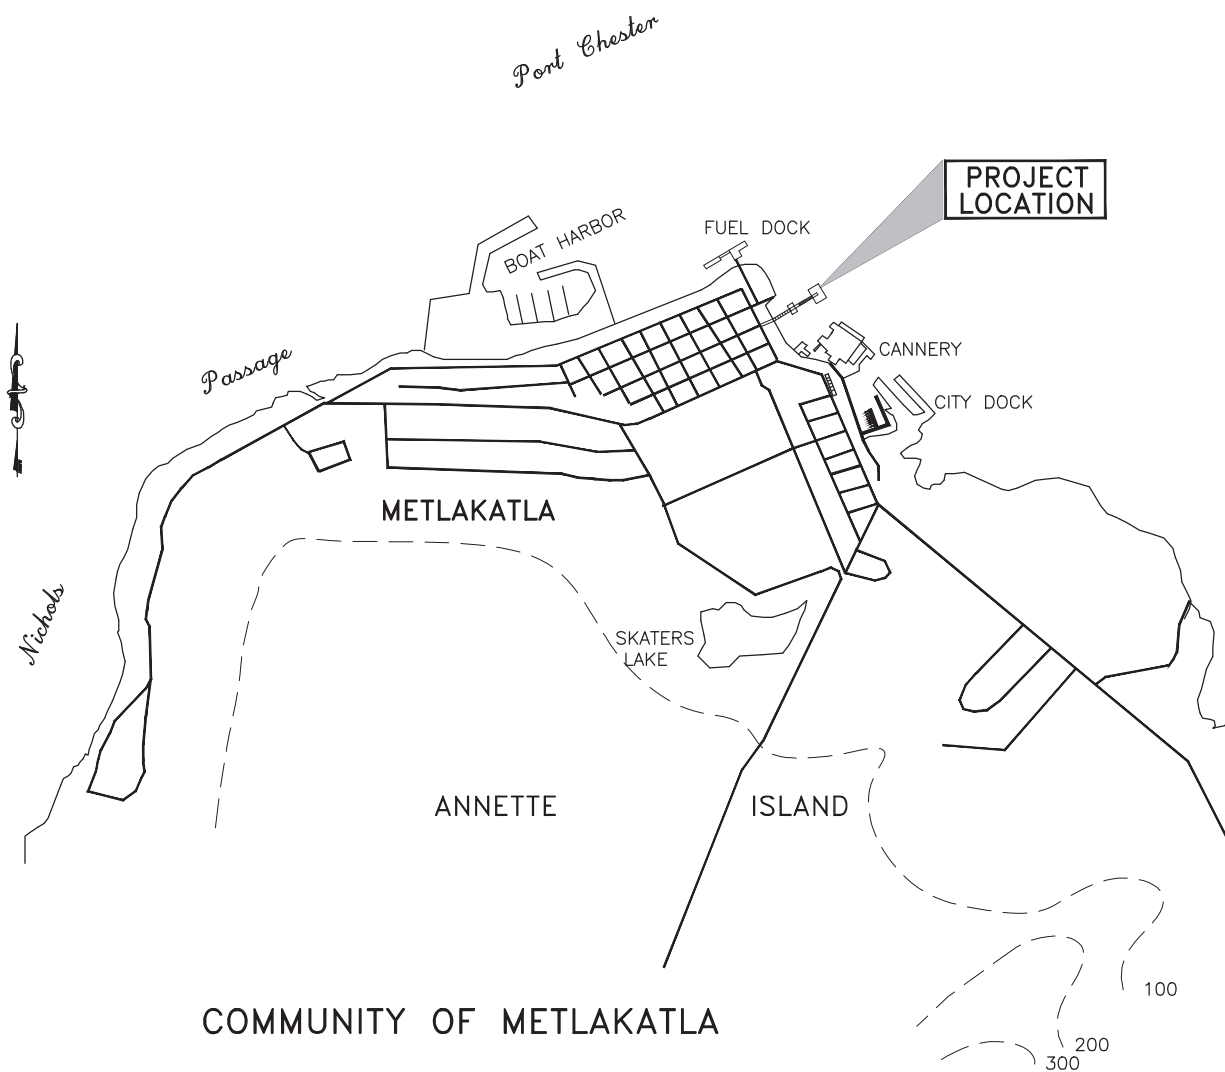 Port Chester
PROJECT
LOCATION
FUEL DOCK
BOAT HARBOR
Passage
CANNERY
CITY DOCK
METLAKATLA
Nichols
SKATERS
LAKE
ANNETTE ISLAND
100
COMMUNITY OF METLAKATLA
200
300